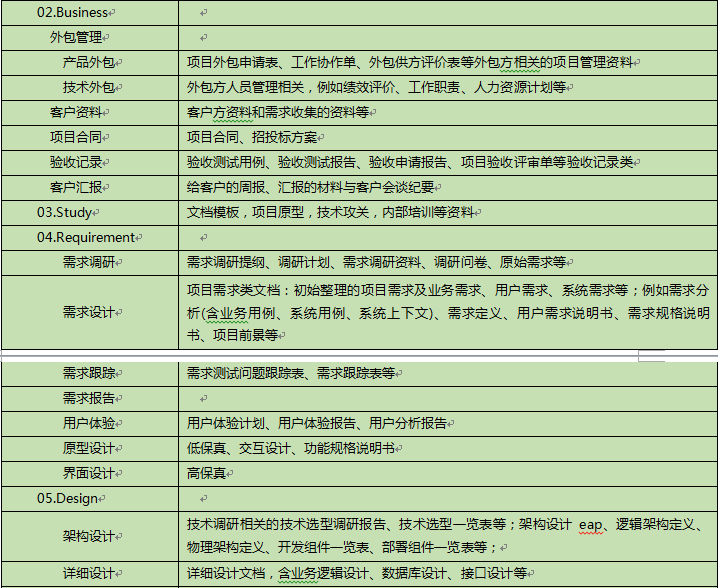 02.Business
外包管理
产品外包 项目外包申请表、工作协作单、外包供方评价表等外包方相关的项目管理资料
技术外包 外包方人员管理相关，例如绩效评价、工作职责、人力资源计划等
客户资料 客户方资料和需求收集的资料等
项目合同 项目合同、招投标方案
验收记录 验收测试用例、验收测试报告、验收申请报告、项目验收评审单等验收记录类
客户汇报 给客户的周报、汇报的材料与客户会谈纪要
03.Study 文档模板，项目原型，技术攻关，内部培训等资料
04.Requirement
需求调研 需求调研提纲、调研计划、需求调研资料、调研问卷、原始需求等
项目需求类文档：初始整理的项目需求及业务需求、用户需求、系统需求等；例如需求分
需求设计 析(含业务用例、系统用例、系统上下文)、需求定义、用户需求说明书、需求规格说明
书、项目前景等
需求跟踪 需求测试问题跟踪表、需求跟踪表等
需求报告
用户体验 用户体验计划、用户体验报告、用户分析报告
原型设计 低保真、交互设计、功能规格说明书
界面设计 高保真
05.Design
架构设计 技术调研相关的技术选型调研报告、技术选型一览表等；架构设计 eap、逻辑架构定义、
物理架构定义、开发组件一览表、部署组件一览表等；
详细设计 详细设计文档，含业务逻辑设计、数据库设计、接口设计等